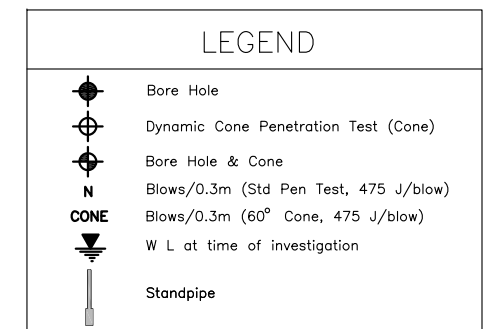 LEGEND
Bore Hole
Dynamic Cone Penetration Test (Cone)
Bore Hole & Cone
N Blows/0.3m (Std Pen Test, 475 J/blow)
CONE Blows/0.3m (60° Cone, 475 J/blow)
W L at time of investigation
Standpipe